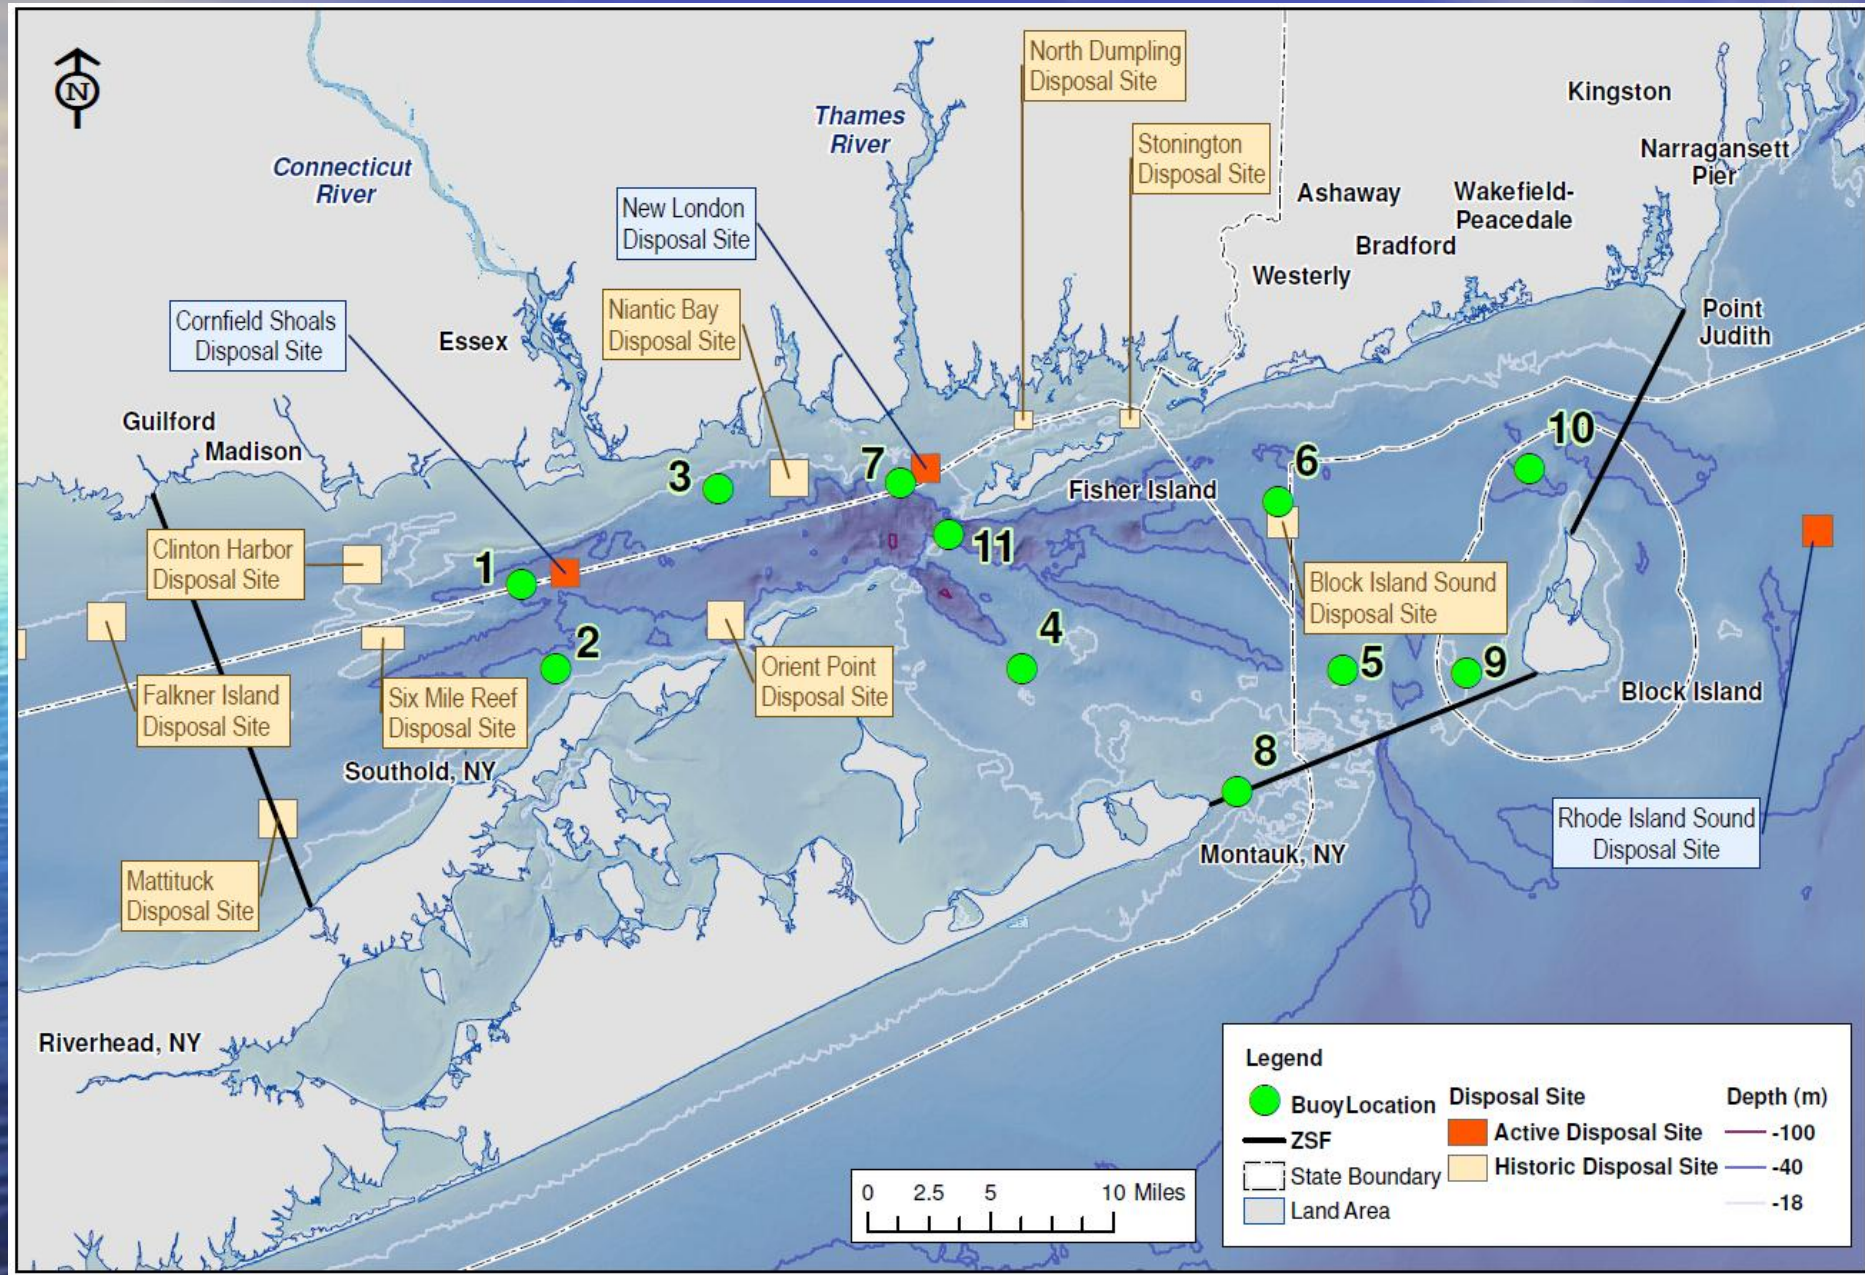 N
North Dumpling
Disposal Site
Kingston
Thames
River
Stonington
Disposal Site
Narragansett
Pier
Connecticut
River
New London
Disposal Site
Ashaway
Wakefield-
Peacedale
Bradford
Westerly
Niantic Bay
Disposal Site
Cornfield Shoals
Disposal Site
Essex
Point
Judith
Guilford
Madison
10
3
7
6
Fisher Island
Clinton Harbor
Disposal Site
1
11
Block Island Sound
Disposal Site
2
4
Orient Point
Disposal Site
5
9
Falkner Island
Disposal Site
Six Mile Reef
Disposal Site
Block Island
Southold, NY
8
Rhode Island Sound
Disposal Site
Montauk, NY
Mattituck
Disposal Site
Riverhead, NY
0 2.5 5 10 Miles
Legend
Buoy Location
ZSF
State Boundary
Land Area
Disposal Site
Active Disposal Site
Historic Disposal Site
Depth (m)
-100
-40
-18